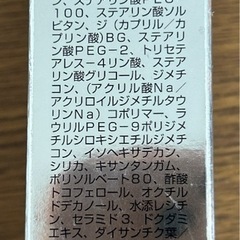 100、ステアリン酸ソル
ビタン、ジ(カプリル/カ
プリン酸)BG、ステアリ
ン酸PEG-2、トリセテ
アレス-4リン酸、ステア
リン酸グリコール、ジメチ
コン、(アクリル酸Na/
アクリロイルジメチルタウ
リンNa)コポリマー、ラ
ウリルPEG-9ポリジメ
チルシロキシエチルジメチ
コン、イソヘキサデカン、
シリカ、キサンタンガム、
ポリソルベート80、酢酸
トコフェロール、オクチル
ドデカノール、水添レシチ
ン、セラミド3、ドクダミ
エキス、ダイサンチク葉/